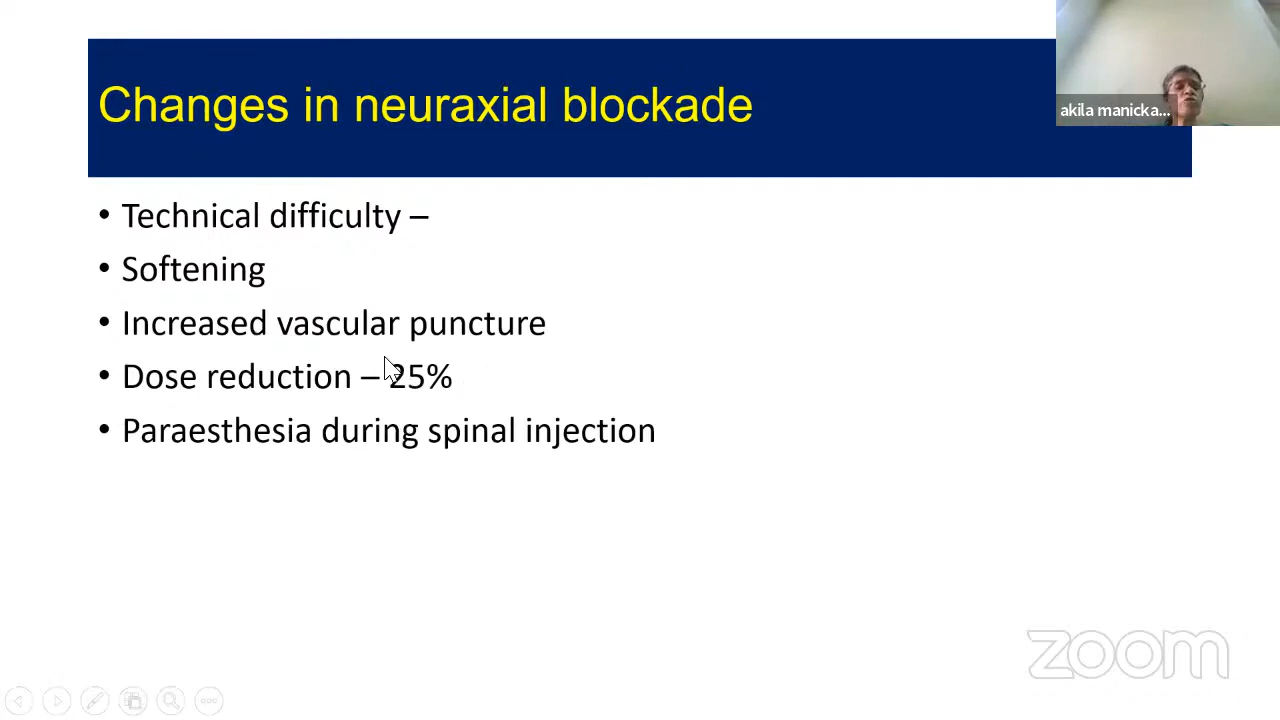 Changes in neuraxial blockade
akila manicka...
• Technical difficulty –
• Softening
• Increased vascular puncture
• Dose reduction – 25%
• Paraesthesia during spinal injection
zoom